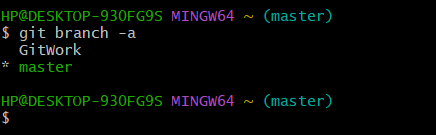 HP@DESKTOP-930FG9S MINGW64 ~ (master)
$ git branch -a
  GitWork
* master

HP@DESKTOP-930FG9S MINGW64 ~ (master)
$